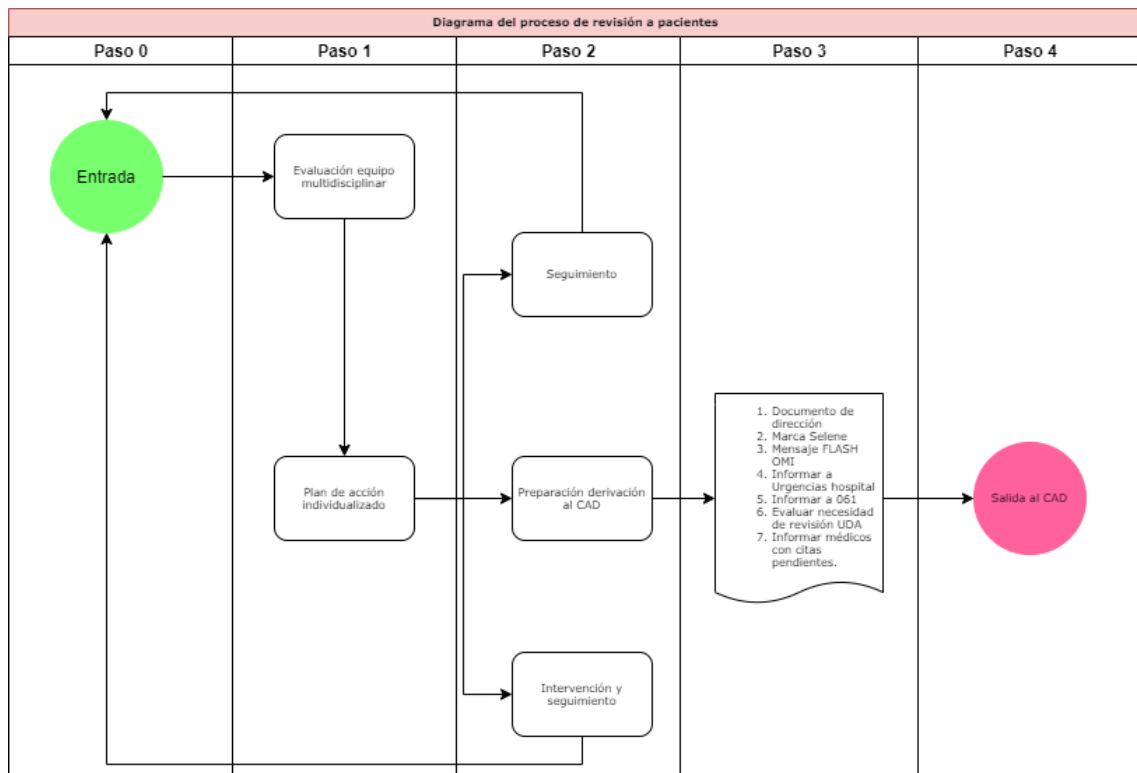 Diagrama del proceso de revisión a pacientes
Paso 0
Paso 1
Paso 2
Paso 3
Paso 4
Entrada
Evaluación equipo
multidisciplinar
Seguimiento
Plan de acción
individualizado
Preparación derivación
al CAD
1. Documento de
dirección
2. Marca Selene
3. Mensaje FLASH
OMI
4. Informar a
Urgencias hospital
5. Informar a 061
6. Evaluar necesidad
de revisión UDA
7. Informar médicos
con citas
pendientes.
Salida al CAD
Intervención y
seguimiento